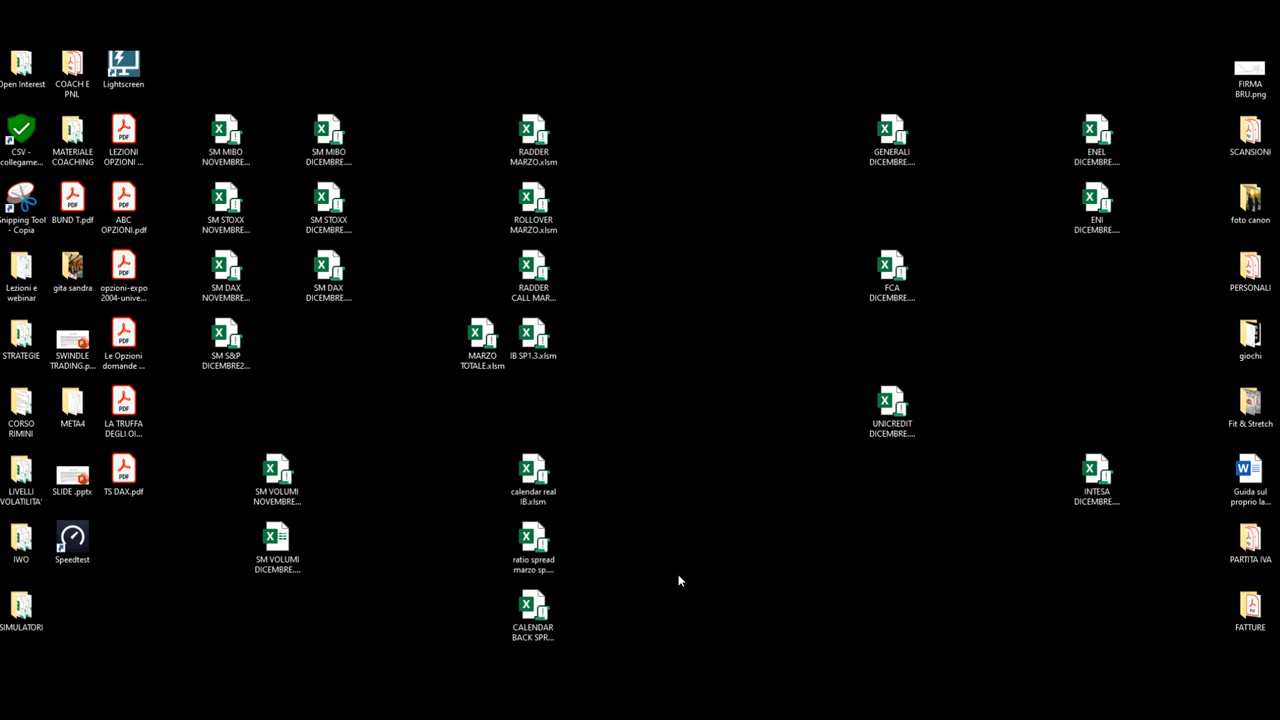 Open Interest
COACH E
PNL
Lightscreen
FIRMA
BRU.png
CSV -
collegame...
MATERIALE
COACHING
LEZIONI
OPZIONI ...
SM MIBO
NOVEMBRE...
SM MIBO
DICEMBRE....
RADDER
MARZO.xlsm
GENERALI
DICEMBRE....
ENEL
DICEMBRE....
SCANSIONI
Snipping Tool
- Copia
BUND T.pdf
ABC
OPZIONI.pdf
SM STOXX
NOVEMBRE...
SM STOXX
DICEMBRE....
ROLLOVER
MARZO.xlsm
ENI
DICEMBRE....
foto canon
Lezioni e
webinar
gita sandra
opzioni-expo
2004-unive...
SM DAX
NOVEMBRE...
SM DAX
DICEMBRE....
RADDER
CALL MAR...
FCA
DICEMBRE....
PERSONALI
STRATEGIE
SWINDLE
TRADING.p...
Le Opzioni
domande ...
SM S&P
DICEMBRE2...
MARZO
TOTALE.xlsm
IB SP1.3.xlsm
giochi
CORSO
RIMINI
META4
LA TRUFFA
DEGLI OI...
UNICREDIT
DICEMBRE....
Fit & Stretch
LIVELLI
VOLATILITA'
SLIDE .pptx
TS DAX.pdf
SM VOLUMI
NOVEMBRE...
calendar real
IB.xlsm
INTESA
DICEMBRE....
Guida sul
proprio la...
IWO
Speedtest
SM VOLUMI
DICEMBRE....
ratio spread
marzo sp....
PARTITA IVA
SIMULATORI
CALENDAR
BACK SPR...
FATTURE